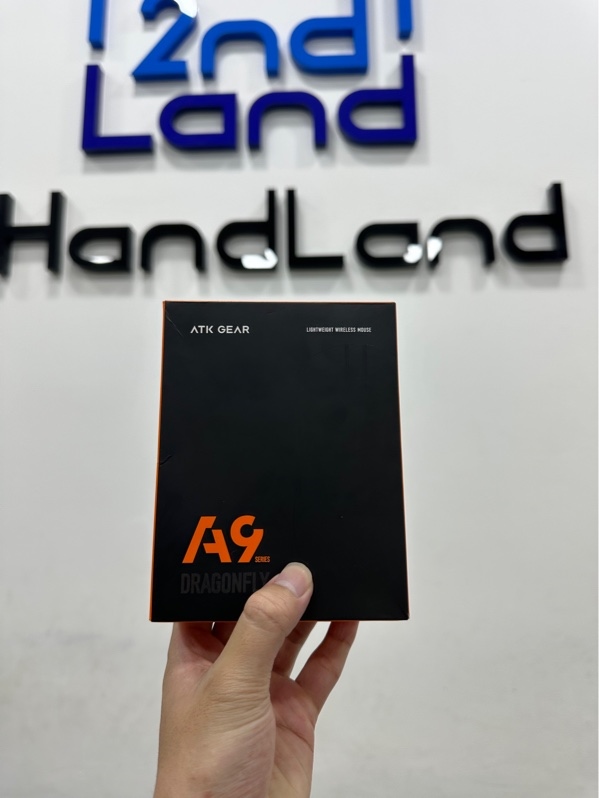 2nd
Land
HandLand
ATK GEAR
LIGHTWEIGHT WIRELESS MOUSE
A9
SERIES
DRAGONFLY